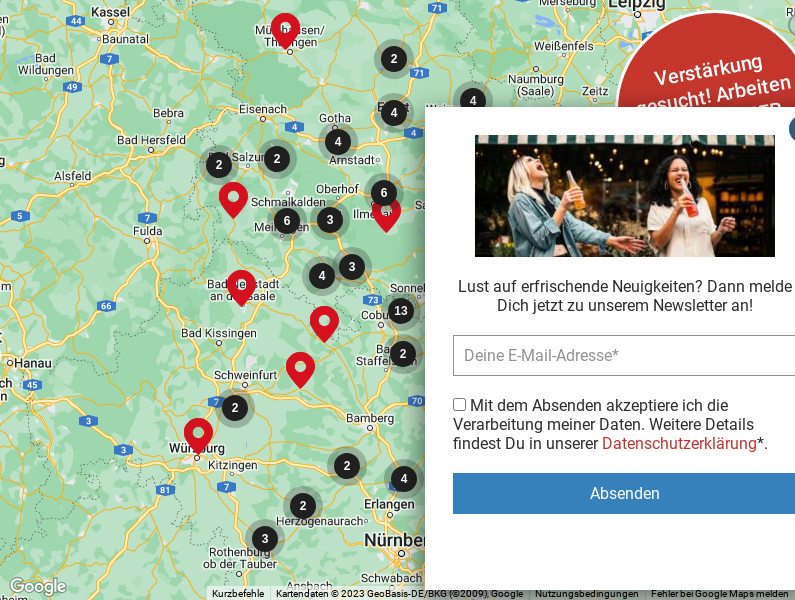 Kassel
44
71
Merseburg
Leipzig
Baunatal
7
Bad
Wildungen
49
Mühlhausen/
Thüringen
2
71
Weißenfels
Verstärkung
gesucht! Arbeiten
Naumburg
(Saale)
Zeitz
Bebra
Eisenach
4
Gotha
4
4
4
4
Bad Hersfeld
Arnstadt
Bad Salzungen
2
2
Alsfeld
Oberhof
6
Schmalkalden
5
7
Fulda
6
3
Ilmenau
Meiningen
3
4
Bad Neustadt
an der Saale
66
73
Coburg
13
Bad Kissingen
Bad
Staffelstein
2
Hanau
45
Schweinfurt
7
2
70
3
Bamberg
3
Würzburg
Kitzingen
2
81
7
4
2
Erlangen
Herzogenaurach
3
Rothenburg
ob der Tauber
Nürnberg
Schwabach
Ansbach
Lust auf erfrischende Neuigkeiten? Dann melde
Dich jetzt zu unserem Newsletter an!
Deine E-Mail-Adresse*
Mit dem Absenden akzeptiere ich die
Verarbeitung meiner Daten. Weitere Details
findest Du in unserer Datenschutzerklärung*.
Absenden
Google
Kurzbefehle
Kartendaten © 2023 GeoBasis-DE/BKG (©2009), Google
Nutzungsbedingungen
Fehler bei Google Maps melden